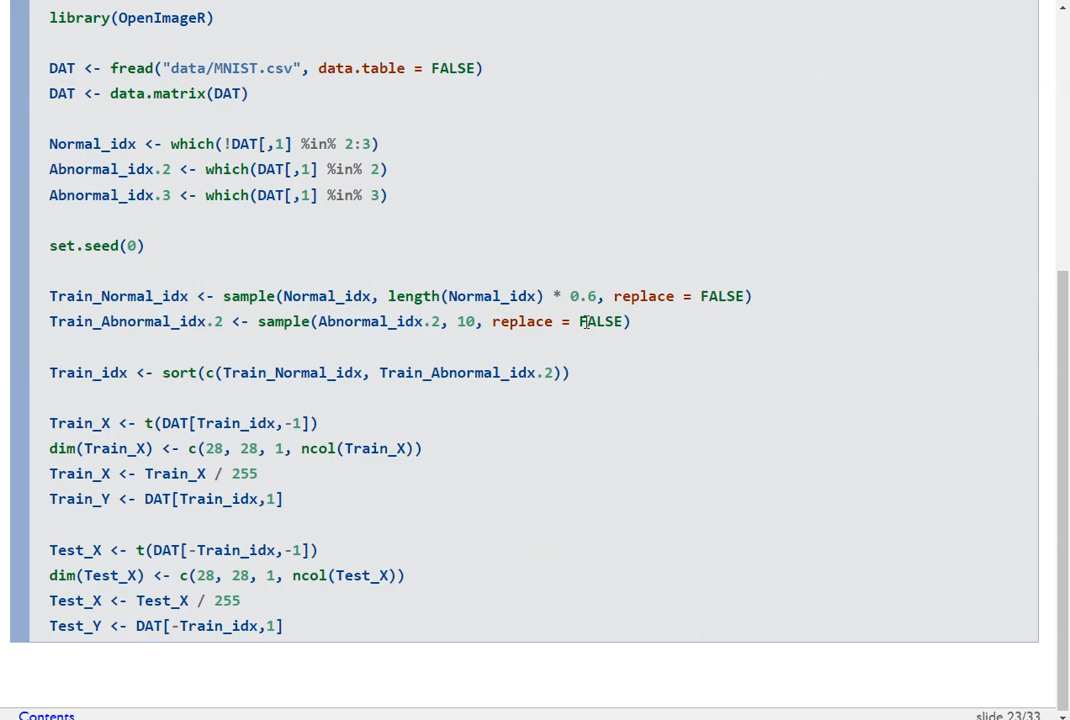 library(OpenImageR)
DAT <- fread("data/MNIST.csv", data.table = FALSE)
DAT <- data.matrix(DAT)
Normal_idx <- which(!DAT[,1] %in% 2:3)
Abnormal_idx.2 <- which(DAT[,1] %in% 2)
Abnormal_idx.3 <- which(DAT[,1] %in% 3)
set.seed(0)
Train_Normal_idx <- sample(Normal_idx, length(Normal_idx) * 0.6, replace = FALSE)
Train_Abnormal_idx.2 <- sample(Abnormal_idx.2, 10, replace = FALSE)
Train_idx <- sort(c(Train_Normal_idx, Train_Abnormal_idx.2))
Train_X <- t(DAT[Train_idx,-1])
dim(Train_X) <- c(28, 28, 1, ncol(Train_X))
Train_X <- Train_X / 255
Train_Y <- DAT[Train_idx,1]
Test_X <- t(DAT[-Train_idx,-1])
dim(Test_X) <- c(28, 28, 1, ncol(Test_X))
Test_X <- Test_X / 255
Test_Y <- DAT[-Train_idx,1]
Contents
slide 23/33